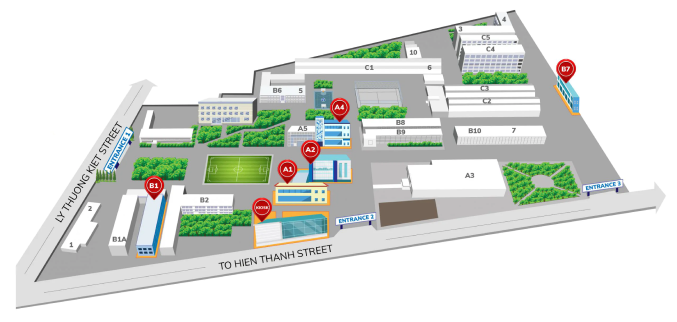 4
3
C5
C4
10
C1
6
B7
B6
5
C3
C2
A4
A5
B8
B9
B10
7
LY THUONG KIET STREET
ENTRANCE 1
A2
A1
A3
B1
B2
ENTRANCE 3
KIOSK
2
ENTRANCE 2
1
B1A
TO HIEN THANH STREET